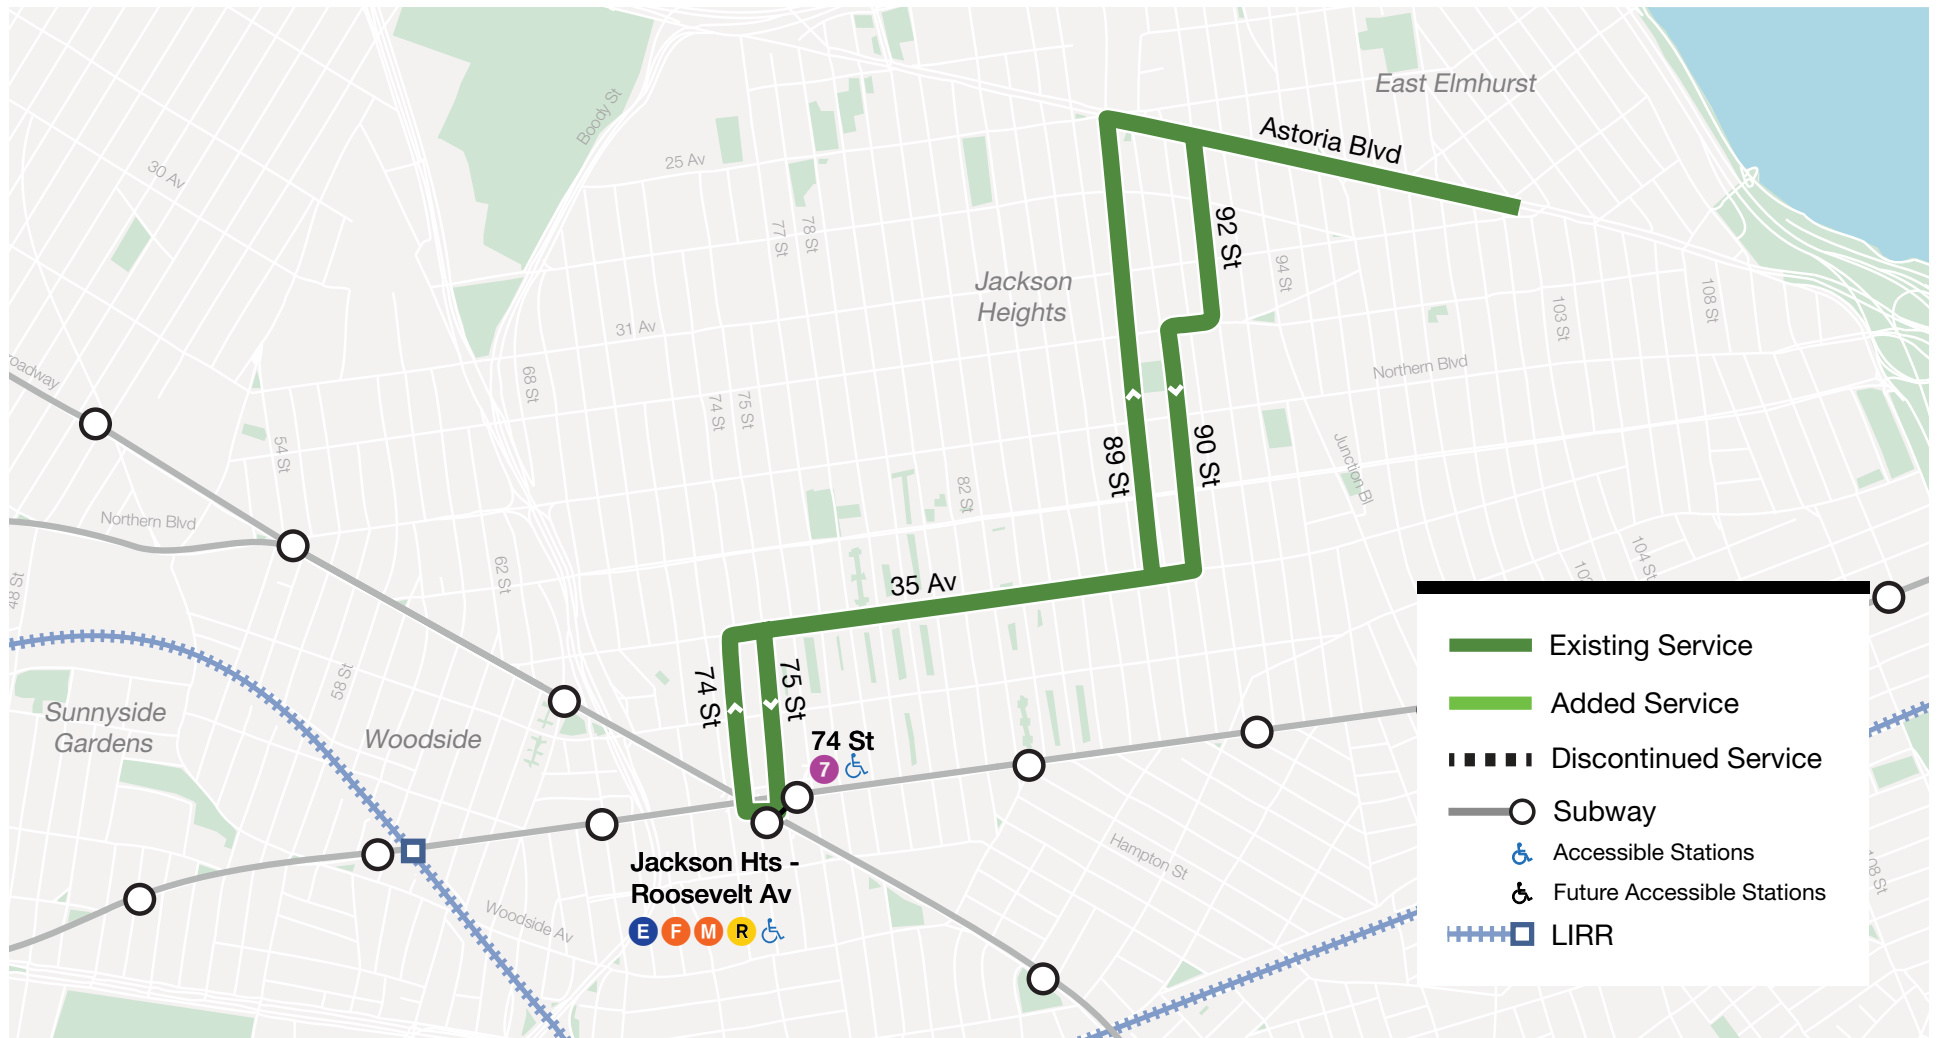 East Elmhurst
Astoria Blvd
Boody St
25 Av
30 Av
77 St
78 St
92 St
94 St
Jackson
Heights
108 St
103 St
31 Av
Northern Blvd
68 St
74 St
75 St
54 St
89 St
90 St
Junction Bl
82 St
Northern Blvd
62 St
48 St
35 Av
104 St
58 St
74 St
75 St
Sunnyside
Gardens
Woodside
74 St
7
Jackson Hts -
Roosevelt Av
E F M R
Woodside Av
Hampton St
108 St
Existing Service
Added Service
Discontinued Service
Subway
Accessible Stations
Future Accessible Stations
LIRR